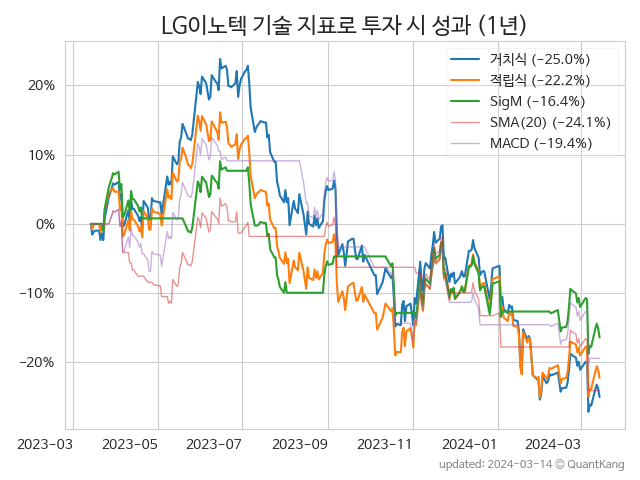 LG이노텍 기술 지표로 투자 시 성과 (1년)
거치식 (−25.0%)
적립식 (−22.2%)
SigM (−16.4%)
SMA(20) (−24.1%)
MACD (−19.4%)
20%
10%
0%
−10%
−20%
2023-03 2023-05 2023-07 2023-09 2023-11 2024-01 2024-03
updated: 2024-03-14 © QuantKang